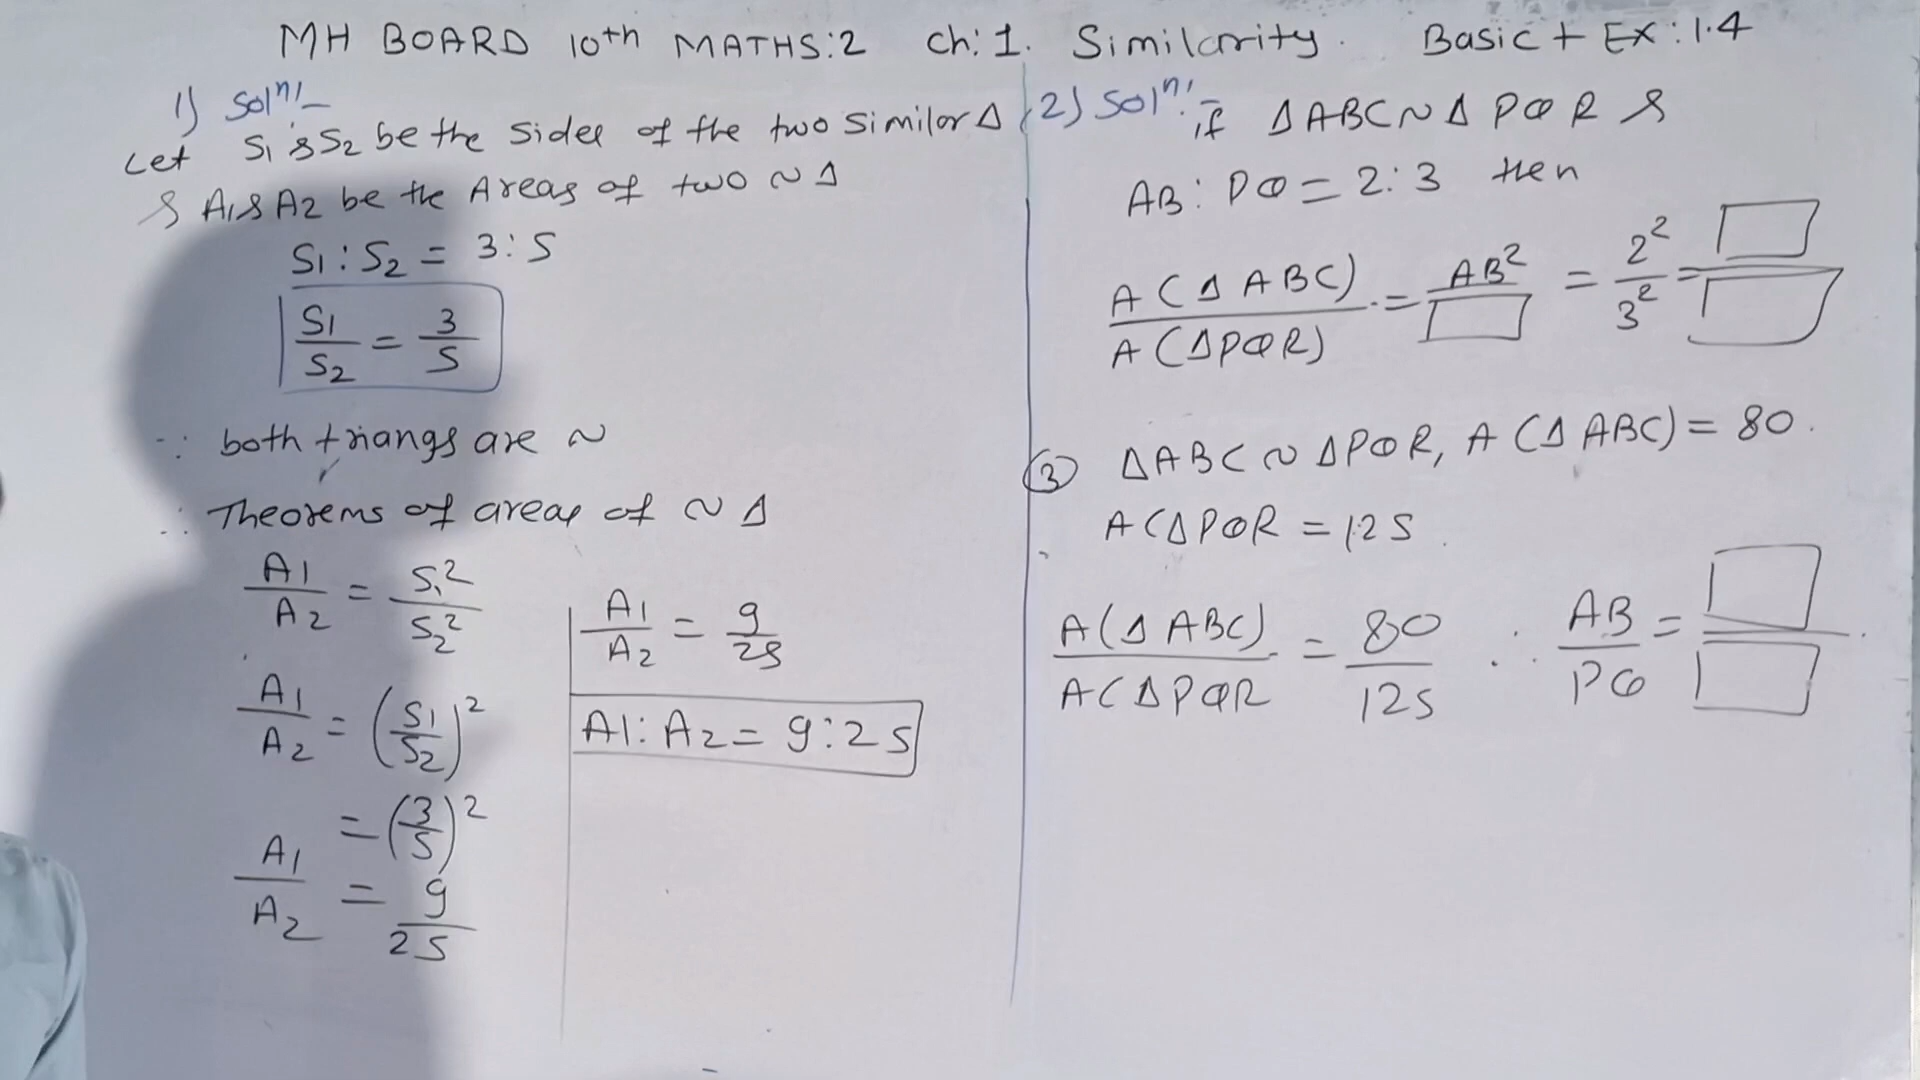 MH BOARD 10th MATHS:2 Ch:1. Similarity. Basic + Ex:1.4
1) Soln:-
Let S1 & S2 be the sides of the two similar Δ
& A1 & A2 be the Areas of two ~ Δ
S1 : S2 = 3:5
S1/S2 = 3/5
∵ both triangs are ~
∴ Theorems of areas of ~ Δ
A1/A2 = S1²/S2²
A1/A2 = (S1/S2)²
= (3/5)²
A1/A2 = 9/25
A1/A2 = 9/25
A1: A2 = 9:25
2) Soln:- if ΔABC ~ Δ PQR &
AB: PQ = 2:3 then
A(ΔABC)/A(ΔPQR) = AB²/□ = 2²/3² = □/□
③ ΔABC ~ ΔPQR, A(ΔABC) = 80.
A(ΔPQR = 125.
A(ΔABC)/A(ΔPQR = 80/125 ∴ AB/PQ = □/□.